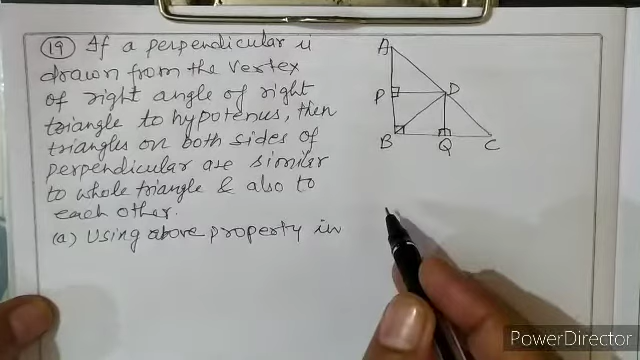 (19) If a perpendicular is
drawn from the vertex
of right angle of right
triangle to hypotenus, then
triangles on both sides of
perpendicular are similar
to whole triangle & also to
each other.
(a) Using above property in
A
P
D
B
Q
C
PowerDirector